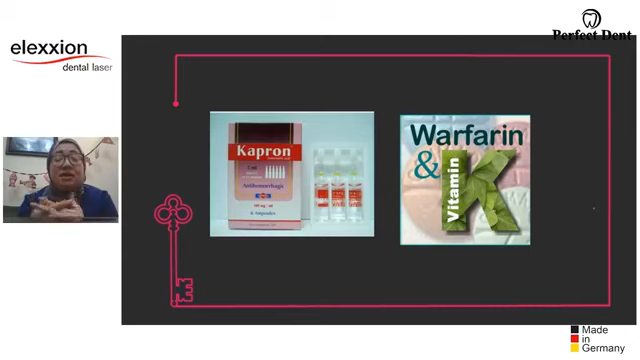 elexxion
dental laser
Perfect Dent
Kapron
Antihemorrhagic
6 Ampoules
Warfarin
&
Vitamin
K
Made
in
Germany